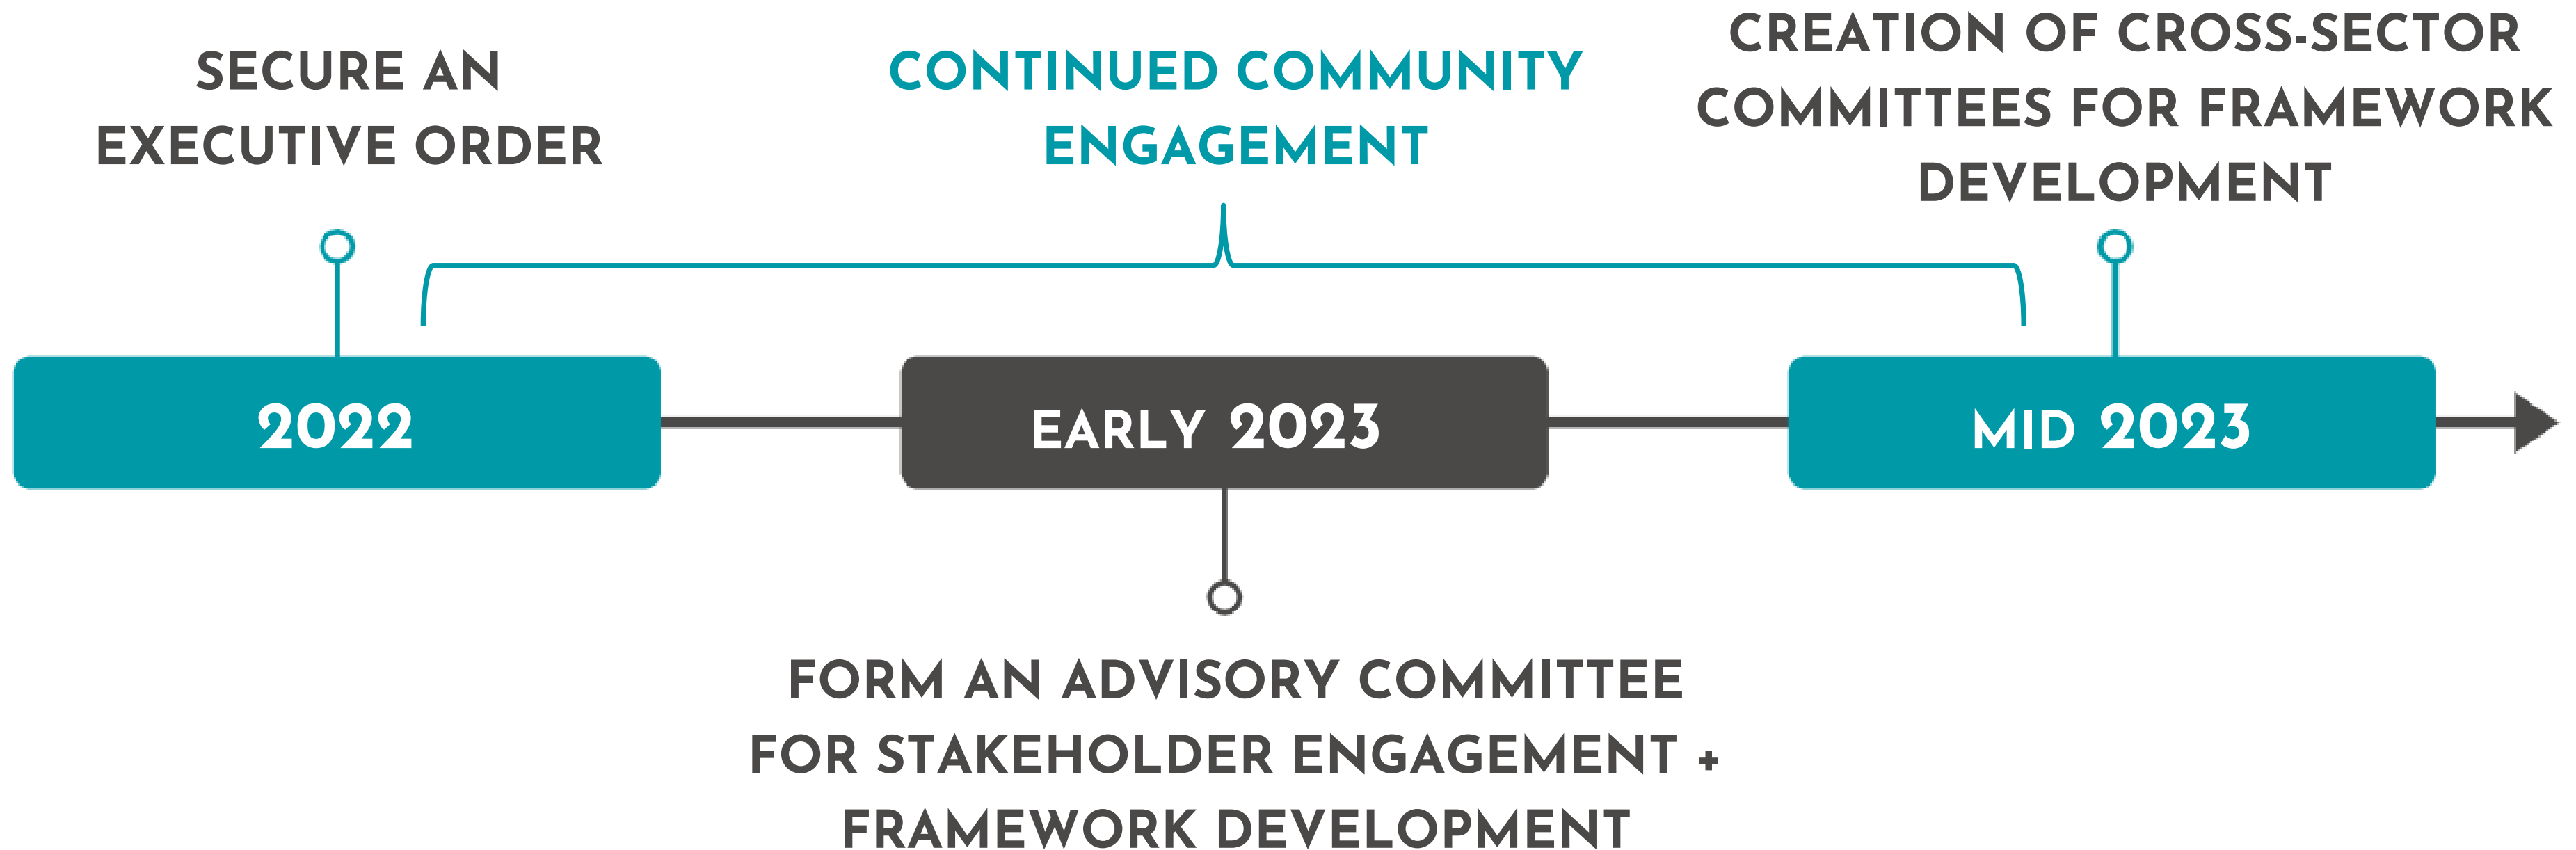 SECURE AN
EXECUTIVE ORDER
CONTINUED COMMUNITY
ENGAGEMENT
CREATION OF CROSS-SECTOR
COMMITTEES FOR FRAMEWORK
DEVELOPMENT
2022
EARLY 2023
MID 2023
FORM AN ADVISORY COMMITTEE
FOR STAKEHOLDER ENGAGEMENT +
FRAMEWORK DEVELOPMENT